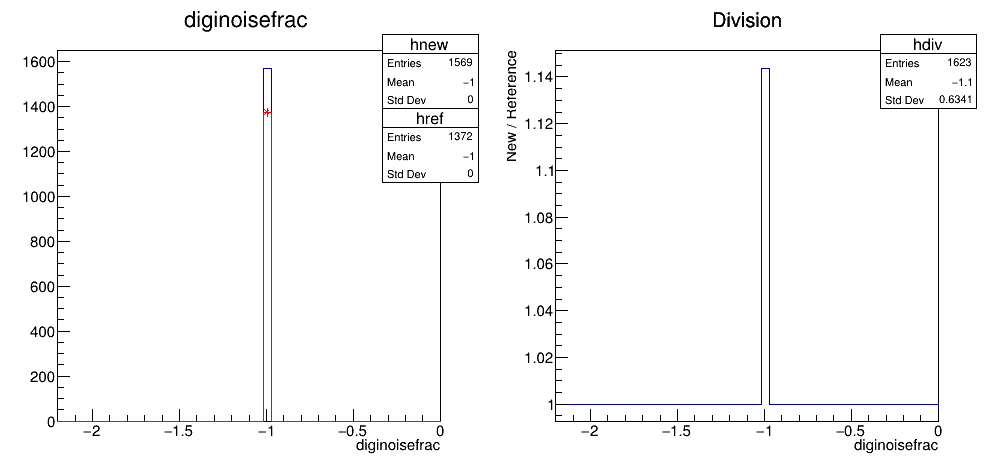 diginoisefrac
hnew
Entries 1569
Mean −1
Std Dev 0
href
Entries 1372
Mean −1
Std Dev 0
1600
1400
1200
1000
800
600
400
200
0
−2 −1.5 −1 −0.5 0
diginoisefrac
Division
hdiv
Entries 1623
Mean −1.1
Std Dev 0.6341
New / Reference
1.14
1.12
1.1
1.08
1.06
1.04
1.02
1
−2 −1.5 −1 −0.5 0
diginoisefrac